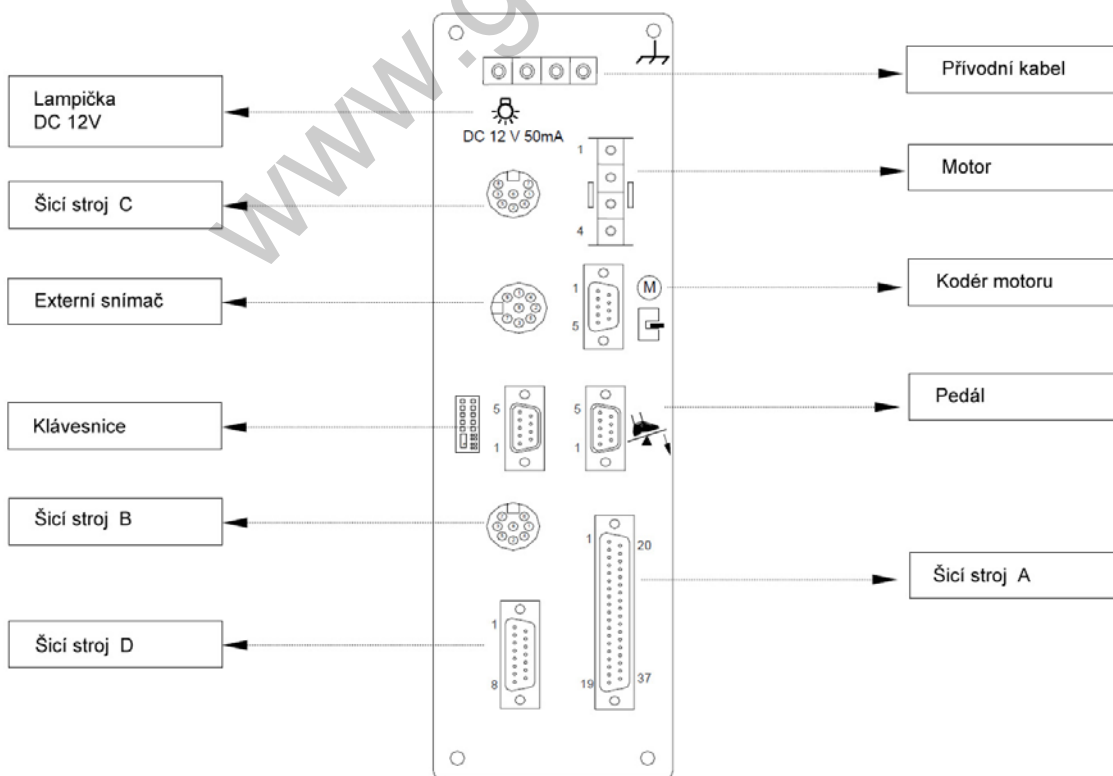 www.g
Přívodní kabel
Lampička
DC 12V
DC 12 V 50mA
1
Motor
4
Šicí stroj C
Kodér motoru
Externí snímač
1
M
5
Pedál
Klávesnice
5
1
5
1
Šicí stroj B
1
20
Šicí stroj A
Šicí stroj D
1
8
19
37